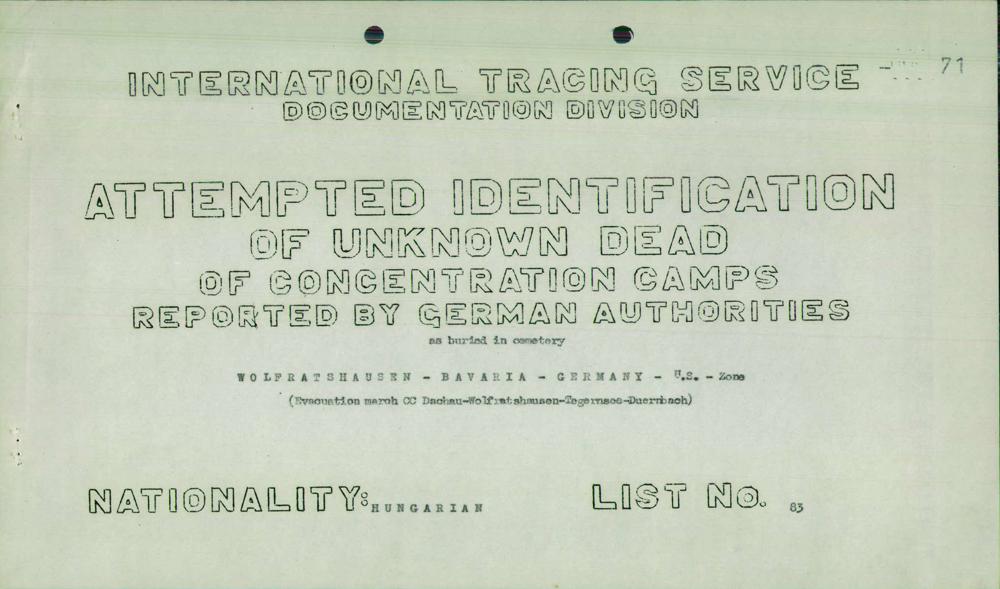 71
INTERNATIONAL TRACING SERVICE
DOCUMENTATION DIVISION
ATTEMPTED IDENTIFICATION
OF UNKNOWN DEAD
OF CONCENTRATION CAMPS
REPORTED BY GERMAN AUTHORITIES
as buried in cemetery
WOLFRATSHAUSEN - BAVARIA - GERMANY - U.S. - Zone
(Evacuation march CC Dachau-Wolfratshausen-Tegernsee-Duernbach)
NATIONALITY: HUNGARIAN LIST No. 83